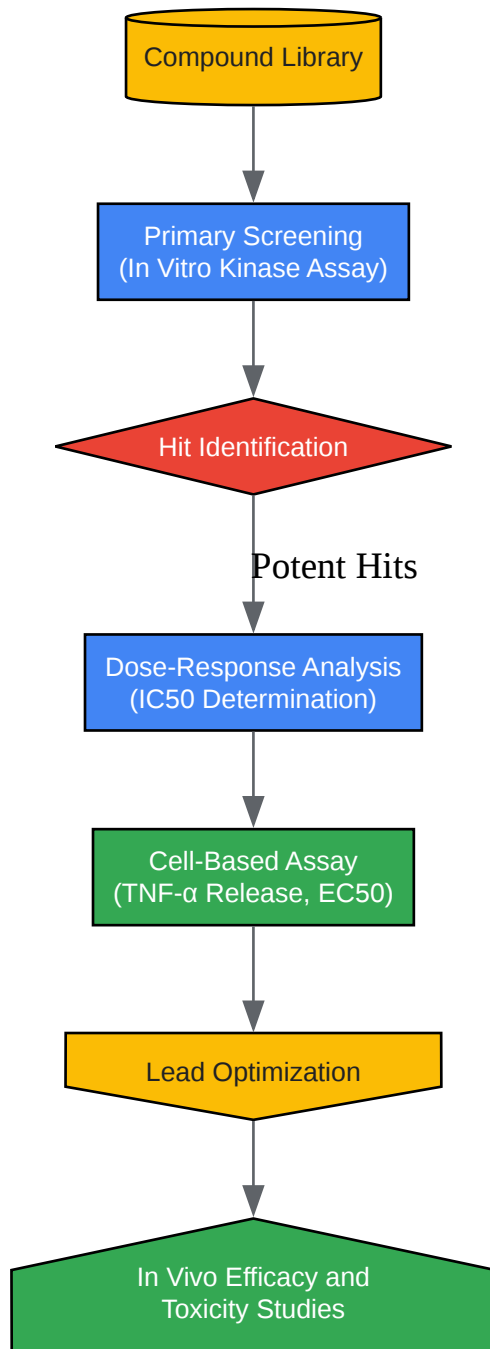 Compound Library
Primary Screening
(In Vitro Kinase Assay)
Hit Identification
Potent Hits
Dose-Response Analysis
(IC50 Determination)
Cell-Based Assay
(TNF-α Release, EC50)
Lead Optimization
In Vivo Efficacy and
Toxicity Studies